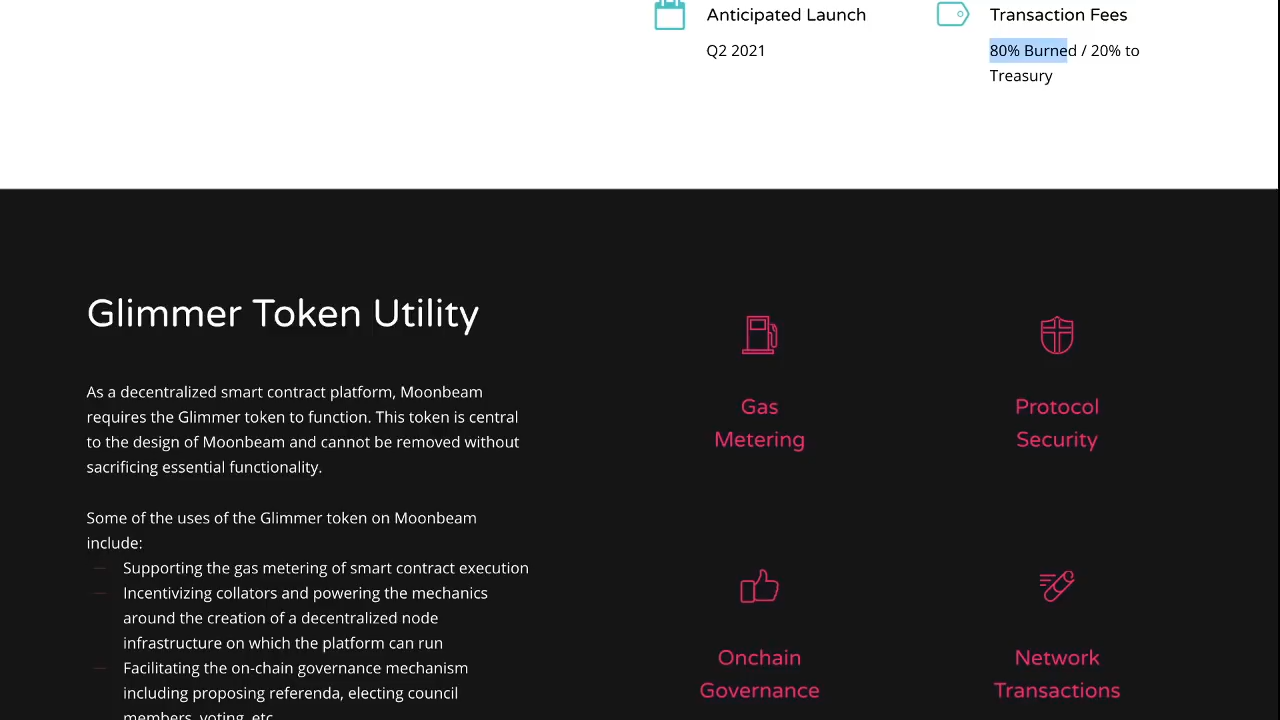 Anticipated Launch
Q2 2021
Transaction Fees
80% Burned / 20% to
Treasury
Glimmer Token Utility
As a decentralized smart contract platform, Moonbeam
requires the Glimmer token to function. This token is central
to the design of Moonbeam and cannot be removed without
sacrificing essential functionality.
Some of the uses of the Glimmer token on Moonbeam
include:
Supporting the gas metering of smart contract execution
Incentivizing collators and powering the mechanics
around the creation of a decentralized node
infrastructure on which the platform can run
Facilitating the on-chain governance mechanism
including proposing referenda, electing council
members, voting, etc.
Gas
Metering
Protocol
Security
Onchain
Governance
Network
Transactions